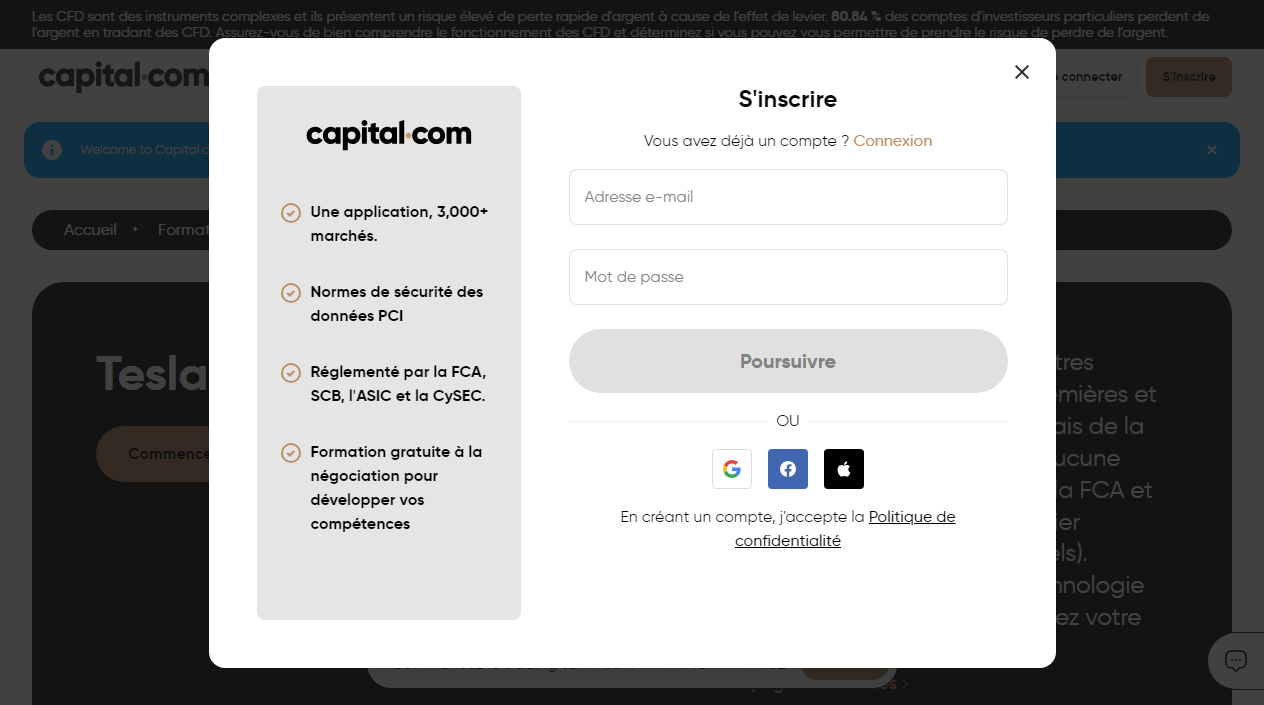 Les CFD sont des instruments complexes et ils présentent un risque élevé de perte rapide d'argent à cause de l'effet de levier. 80.84 % des comptes d'investisseurs particuliers perdent de
l'argent en tradant des CFD. Assurez-vous de bien comprendre le fonctionnement des CFD et déterminez si vous pouvez vous permettre de prendre le risque de perdre de l'argent.
capital.com
connecter
S'inscrire
Welcome to Capital.c
Accueil • Format
Tesla
Commence
tres
emières et
ais de la
ucune
a FCA et
ier
els).
hnologie
ez votre
capital.com
Une application, 3,000+
marchés.
Normes de sécurité des
données PCI
Réglementé par la FCA,
SCB, l'ASIC et la CySEC.
Formation gratuite à la
négociation pour
développer vos
compétences
S'inscrire
Vous avez déjà un compte ? Connexion
Adresse e-mail
Mot de passe
Poursuivre
OU
En créant un compte, j'accepte la Politique de
confidentialité